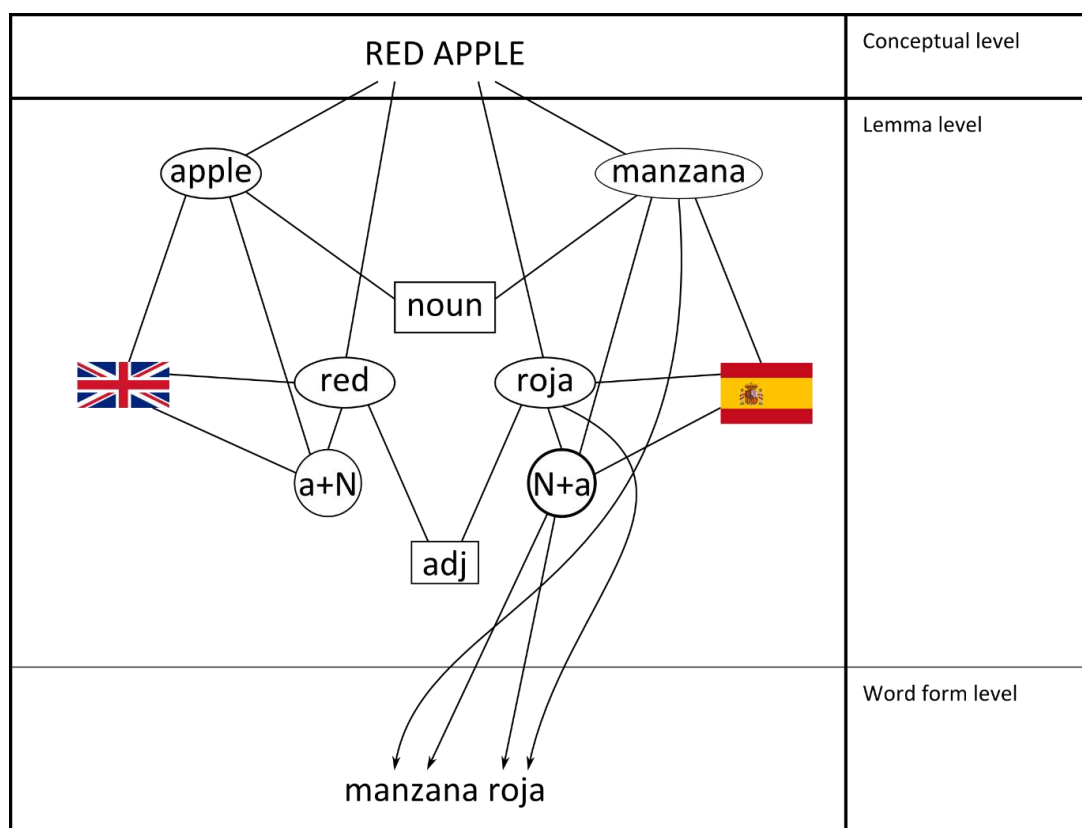 RED APPLE
Conceptual level
Lemma level
apple
manzana
noun
red
roja
a+N
N+a
adj
Word form level
manzana roja